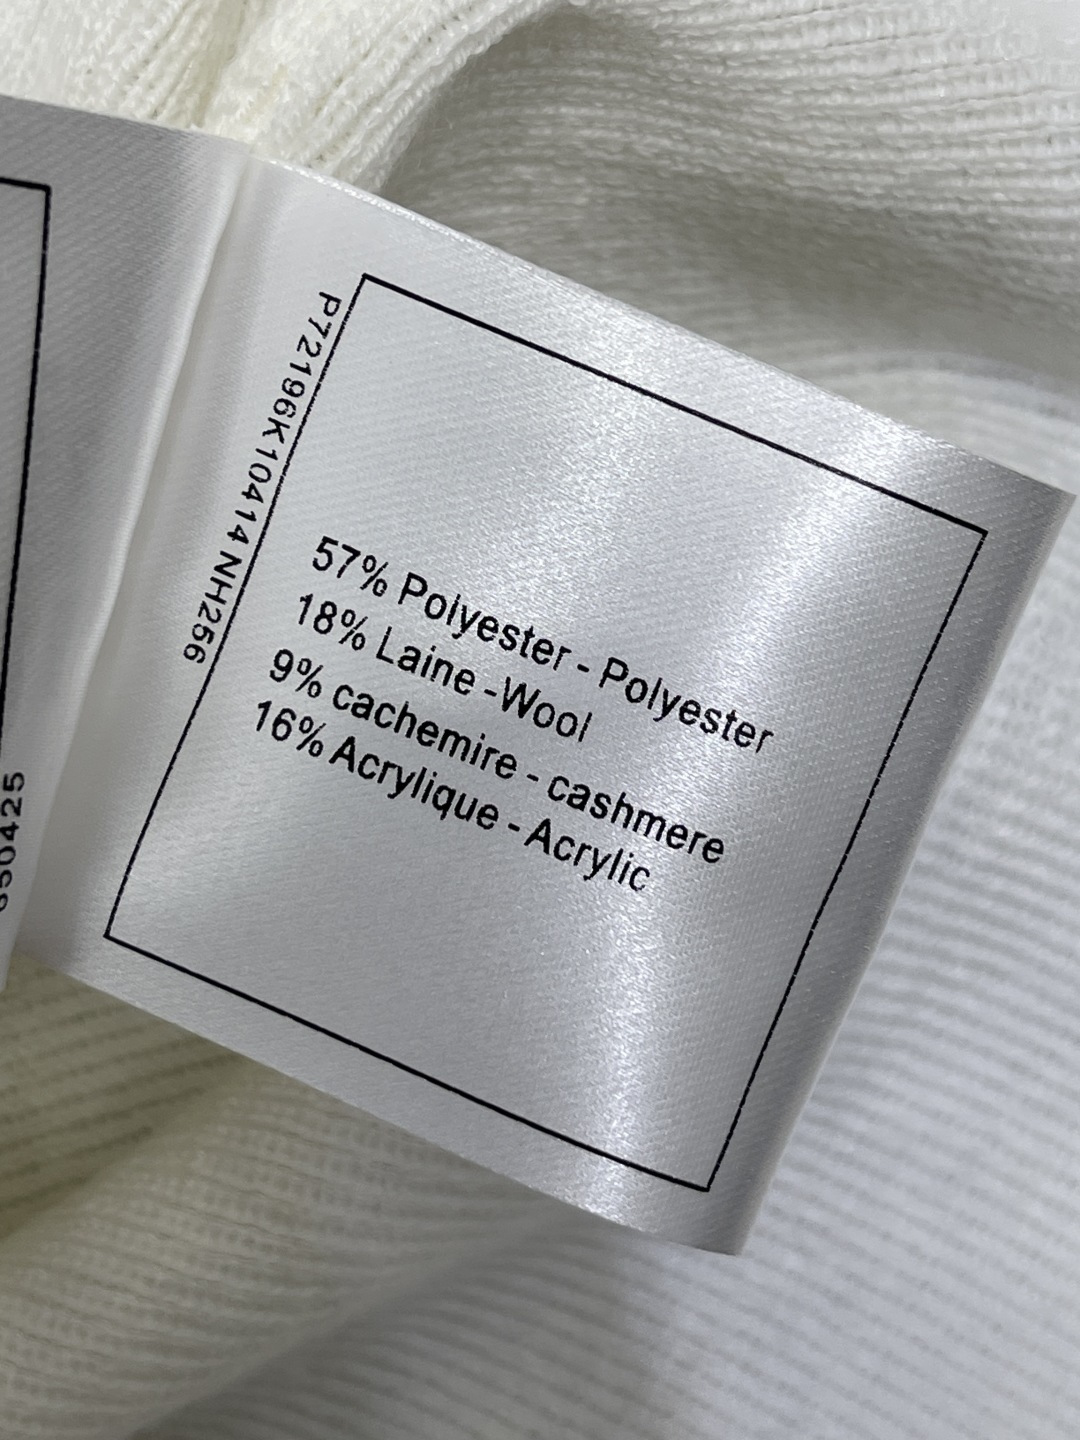 P72196K10414 NH256
57% Polyester - Polyester
18% Laine -Wool
9% cachemire - cashmere
16% Acrylique - Acrylic